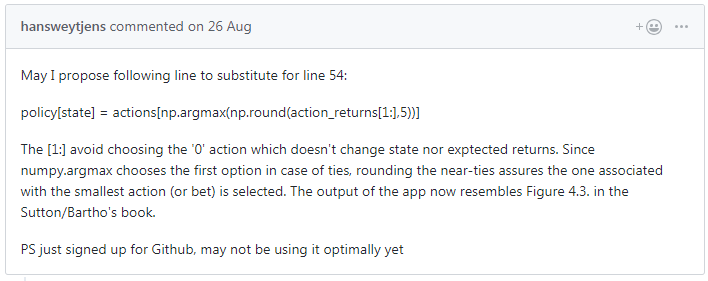 hansweytjens commented on 26 Aug
May I propose following line to substitute for line 54:
policy[state] = actions[np.argmax(np.round(action_returns[1:],5))]
The [1:] avoid choosing the '0' action which doesn't change state nor exptected returns. Since
numpy.argmax chooses the first option in case of ties, rounding the near-ties assures the one associated
with the smallest action (or bet) is selected. The output of the app now resembles Figure 4.3. in the
Sutton/Bartho's book.
PS just signed up for Github, may not be using it optimally yet